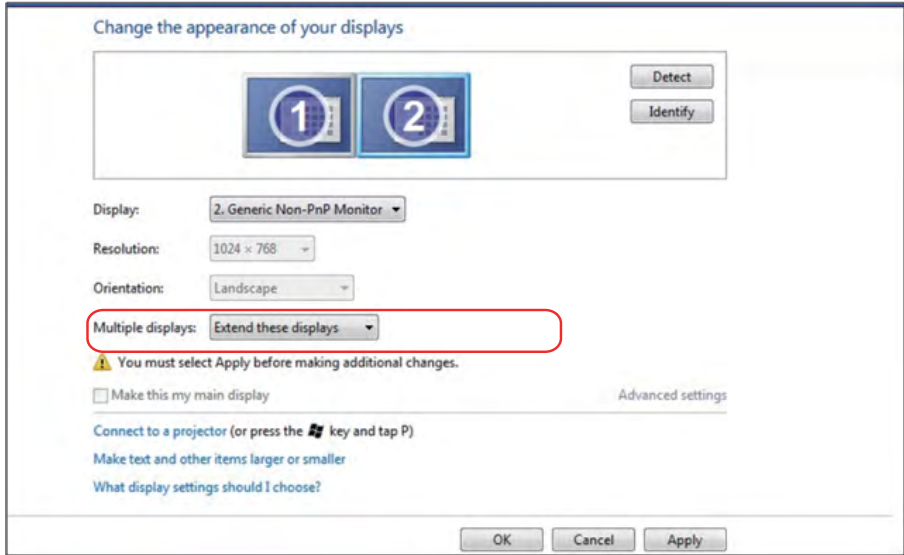 Change the appearance of your displays
1 2
Detect
Identify
Display: 2. Generic Non-PnP Monitor
Resolution: 1024 × 768
Orientation: Landscape
Multiple displays: Extend these displays
You must select Apply before making additional changes.
Make this my main display Advanced settings
Connect to a projector (or press the key and tap P)
Make text and other items larger or smaller
What display settings should I choose?
OK Cancel Apply